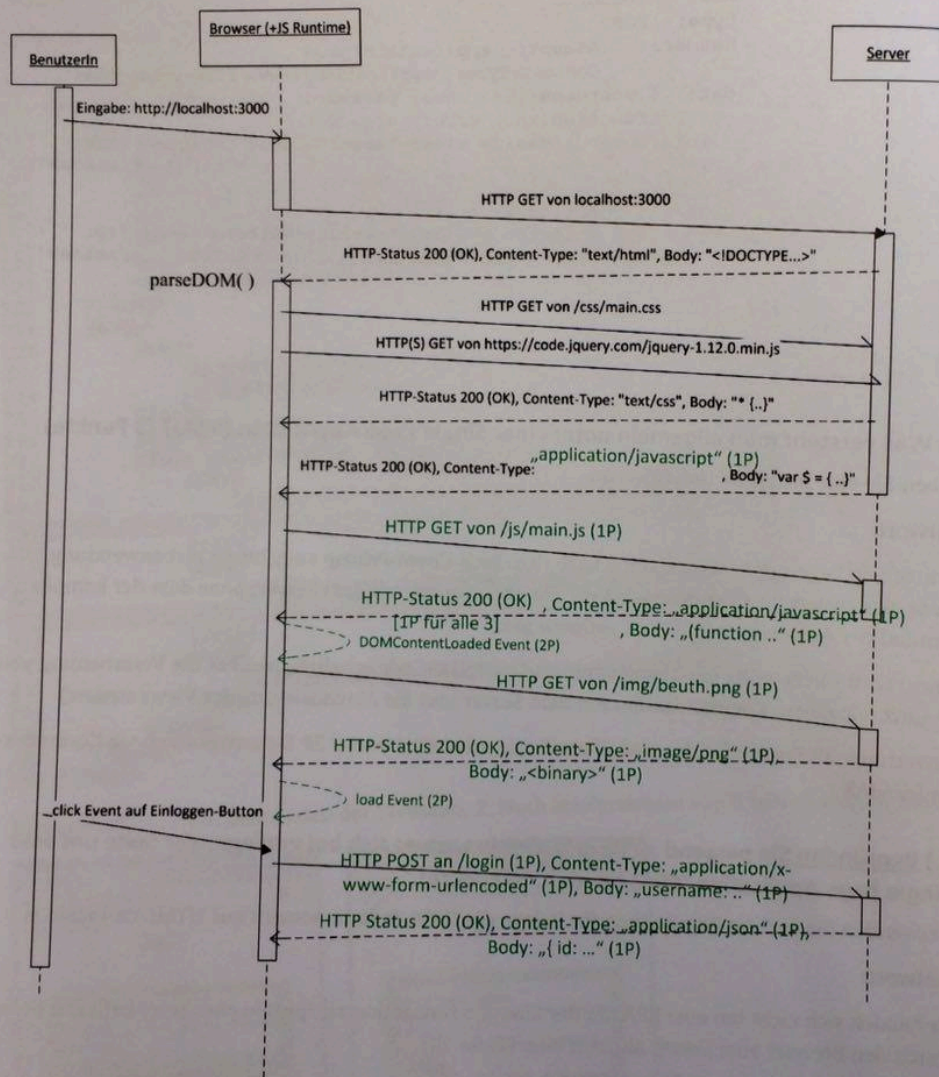 Browser (+JS Runtime)
BenutzerIn
Server
Eingabe: http://localhost:3000
HTTP GET von localhost:3000
HTTP-Status 200 (OK), Content-Type: "text/html", Body: "<!DOCTYPE...>"
parseDOM( )
HTTP GET von /css/main.css
HTTP(S) GET von https://code.jquery.com/jquery-1.12.0.min.js
HTTP-Status 200 (OK), Content-Type: "text/css", Body: "* {..}"
„application/javascript“ (1P)
HTTP-Status 200 (OK), Content-Type: , Body: "var $ = { ..}"
HTTP GET von /js/main.js (1P)
HTTP-Status 200 (OK) , Content-Type: „application/javascript“ (1P)
[1P für alle 3] , Body: „(function ..“ (1P)
DOMContentLoaded Event (2P)
HTTP GET von /img/beuth.png (1P)
HTTP-Status 200 (OK), Content-Type: „image/png“ (1P),
Body: „<binary>“ (1P)
load Event (2P)
click Event auf Einloggen-Button
HTTP POST an /login (1P), Content-Type: „application/x-
www-form-urlencoded“ (1P), Body: „username: ..“ (1P)
HTTP Status 200 (OK), Content-Type: „application/json“ (1P),
Body: „{ id: ...“ (1P)